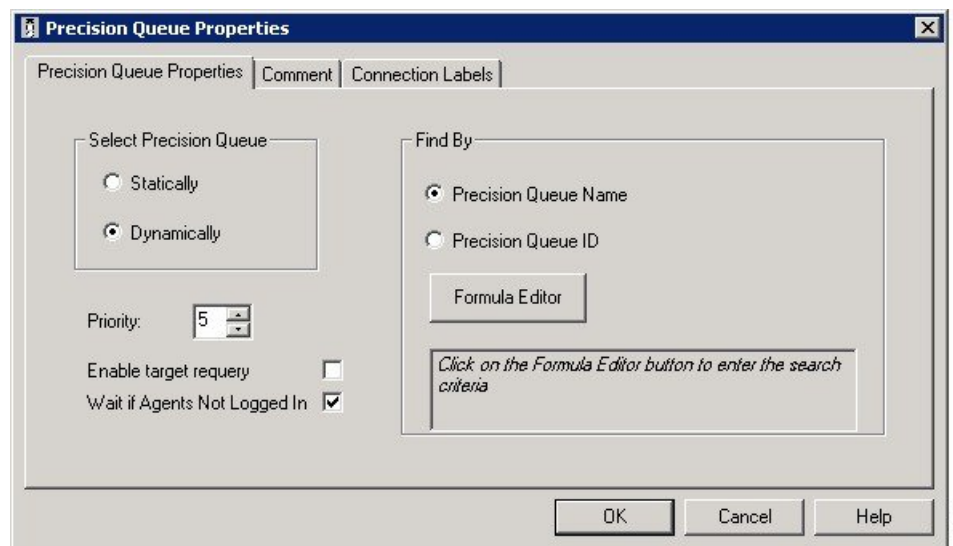 Precision Queue Properties
Precision Queue Properties Comment Connection Labels
Select Precision Queue
Statically
Dynamically
Priority: 5
Enable target requery
Wait if Agents Not Logged In
Find By
Precision Queue Name
Precision Queue ID
Formula Editor
Click on the Formula Editor button to enter the search
criteria
OK Cancel Help